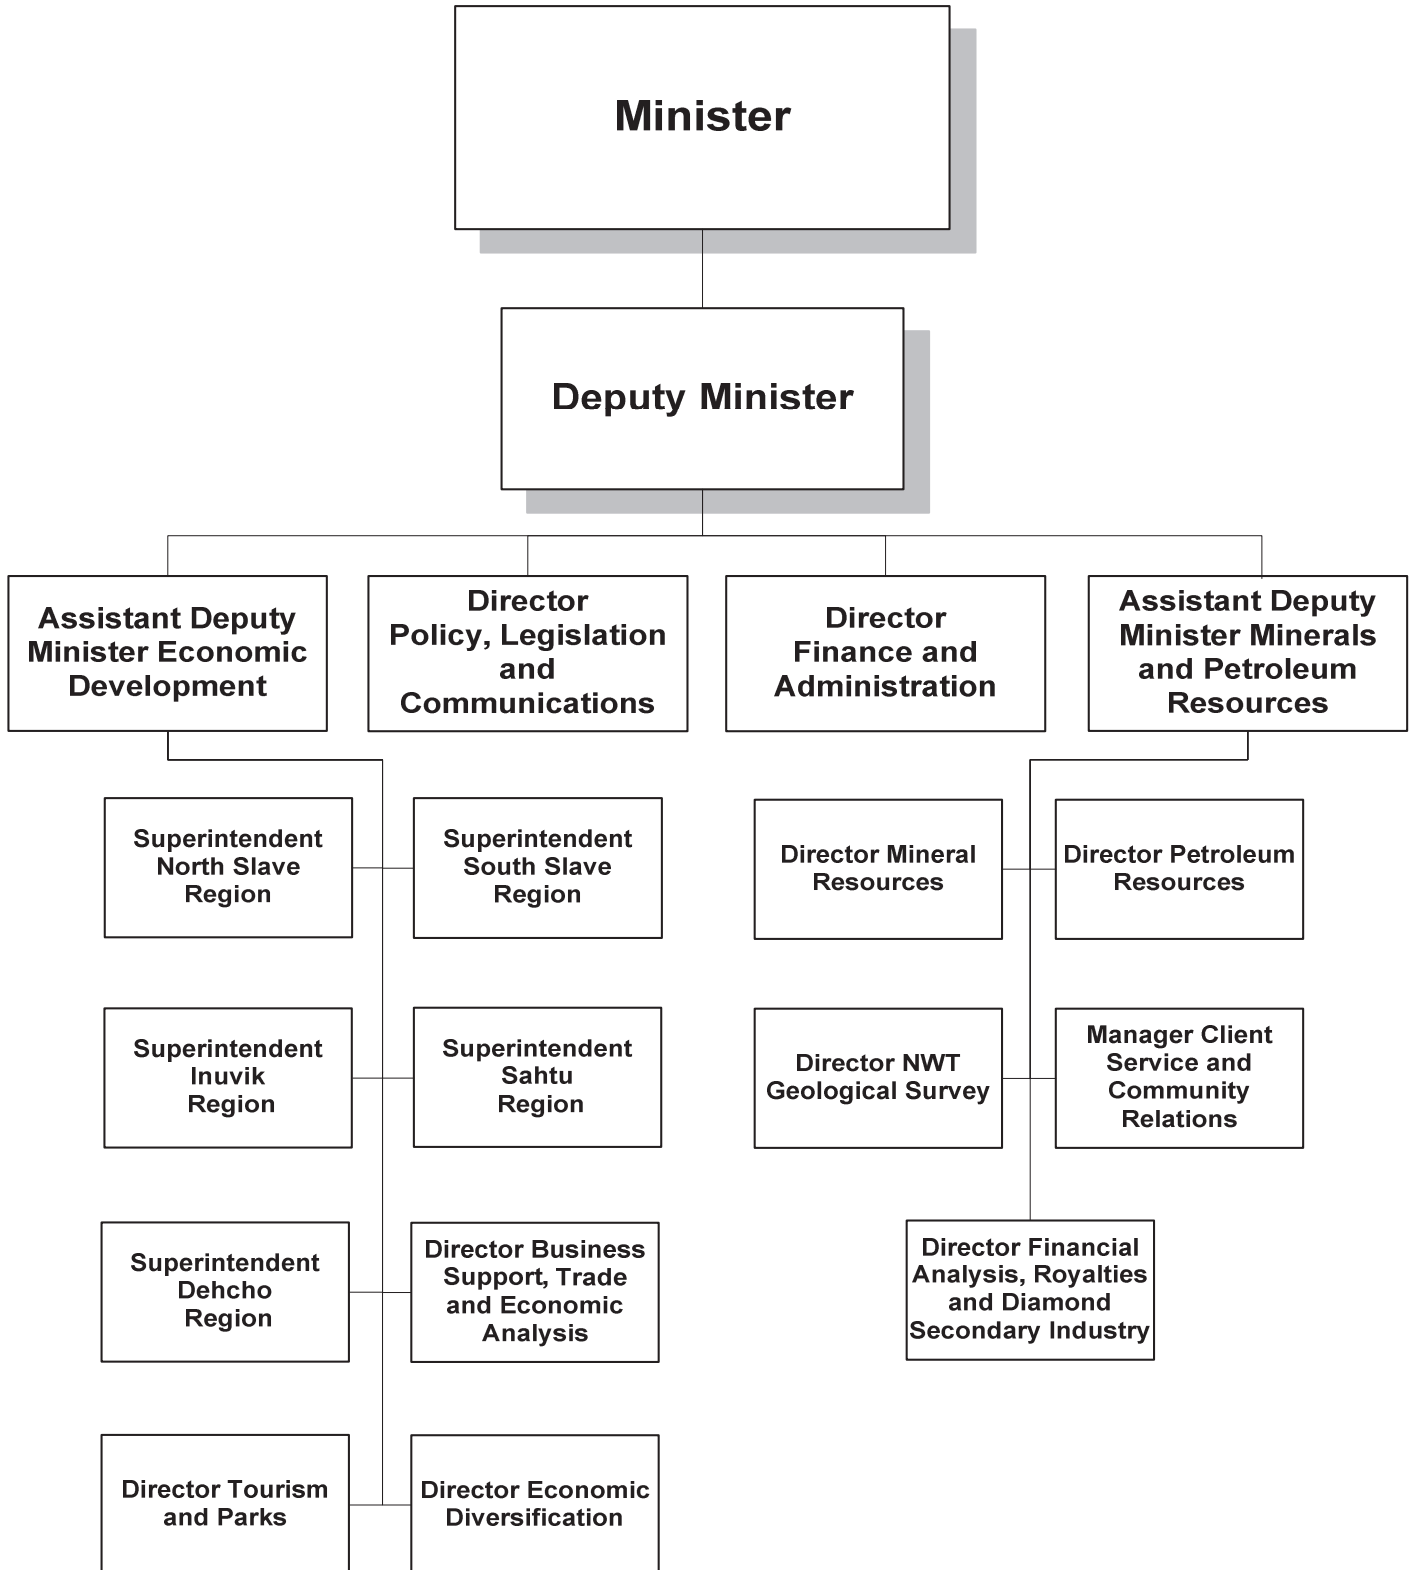 Minister
Deputy Minister
Assistant Deputy
Minister Economic
Development
Director
Policy, Legislation
and
Communications
Director
Finance and
Administration
Assistant Deputy
Minister Minerals
and Petroleum
Resources
Superintendent
North Slave
Region
Superintendent
South Slave
Region
Director Mineral
Resources
Director Petroleum
Resources
Superintendent
Inuvik
Region
Superintendent
Sahtu
Region
Director NWT
Geological Survey
Manager Client
Service and
Community
Relations
Superintendent
Dehcho
Region
Director Business
Support, Trade
and Economic
Analysis
Director Financial
Analysis, Royalties
and Diamond
Secondary Industry
Director Tourism
and Parks
Director Economic
Diversification